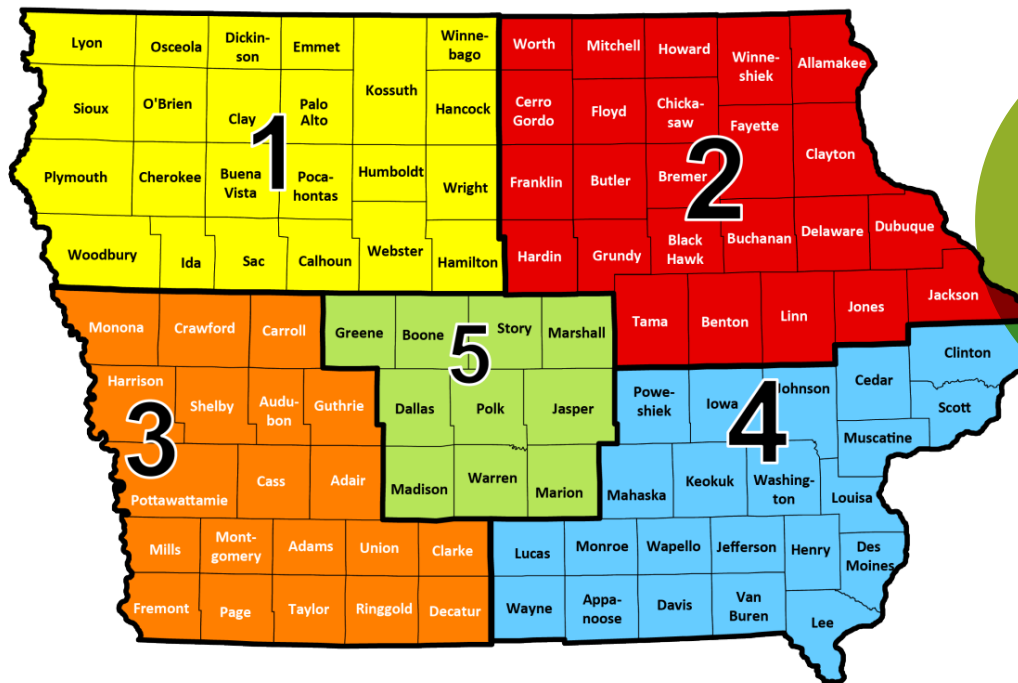 Lyon
Osceola
Dickin-
son
Emmet
Kossuth
Winne-
bago
Sioux
O'Brien
Clay
Palo
Alto
Hancock
1
Plymouth
Cherokee
Buena
Vista
Poca-
hontas
Humboldt
Wright
Woodbury
Ida
Sac
Calhoun
Webster
Hamilton
Worth
Mitchell
Howard
Winne-
shiek
Allamakee
Cerro
Gordo
Floyd
Chicka-
saw
Fayette
Clayton
2
Franklin
Butler
Bremer
Hardin
Grundy
Black
Hawk
Buchanan
Delaware
Dubuque
Tama
Benton
Linn
Jones
Jackson
Monona
Crawford
Carroll
Harrison
Shelby
Audu-
bon
Guthrie
3
Pottawattamie
Cass
Adair
Mills
Mont-
gomery
Adams
Union
Clarke
Fremont
Page
Taylor
Ringgold
Decatur
Greene
Boone
Story
Marshall
5
Dallas
Polk
Jasper
Madison
Warren
Marion
Powe-
shiek
Iowa
Johnson
Cedar
Clinton
Scott
4
Muscatine
Mahaska
Keokuk
Washing-
ton
Louisa
Lucas
Monroe
Wapello
Jefferson
Henry
Des
Moines
Wayne
Appa-
noose
Davis
Van
Buren
Lee